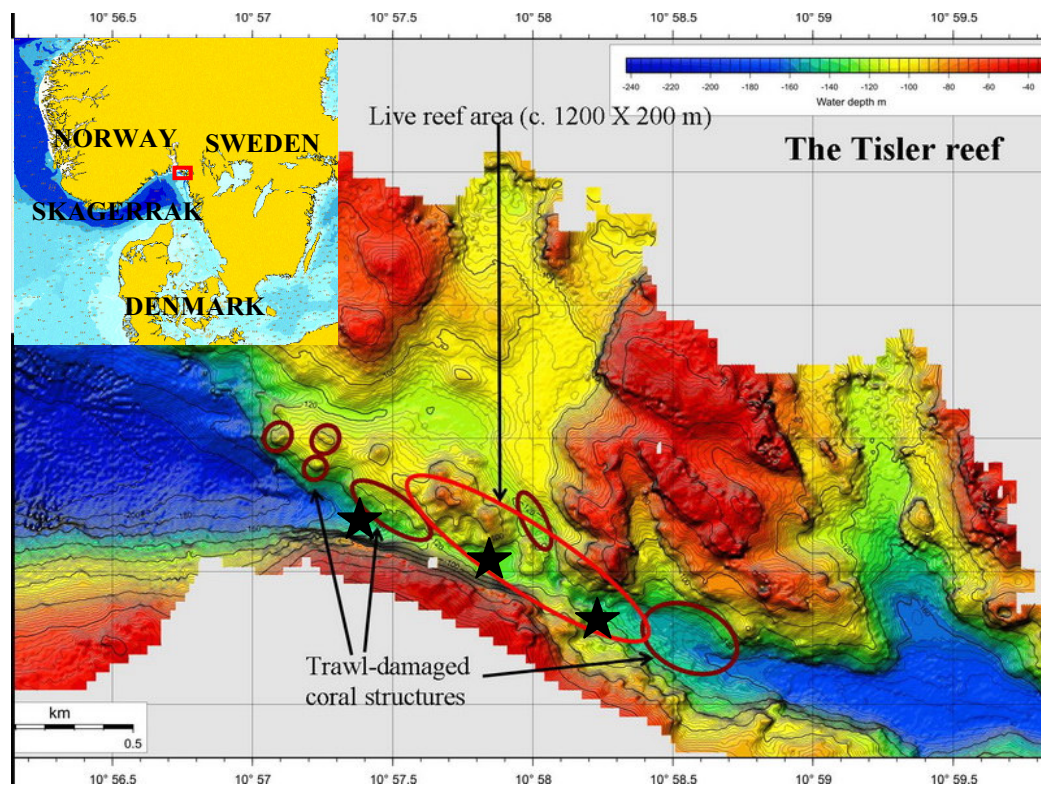 10° 56.5 10° 57 10° 57.5 10° 58 10° 58.5 10° 59 10° 59.5
-240 -220 -200 -180 -160 -140 -120 -100 -80 -60 -40
Water depth m
Live reef area (c. 1200 X 200 m)
The Tisler reef
NORWAY SWEDEN
SKAGERRAK
DENMARK
Trawl-damaged
coral structures
km
0.5
10° 56.5 10° 57 10° 57.5 10° 58 10° 58.5 10° 59 10° 59.5